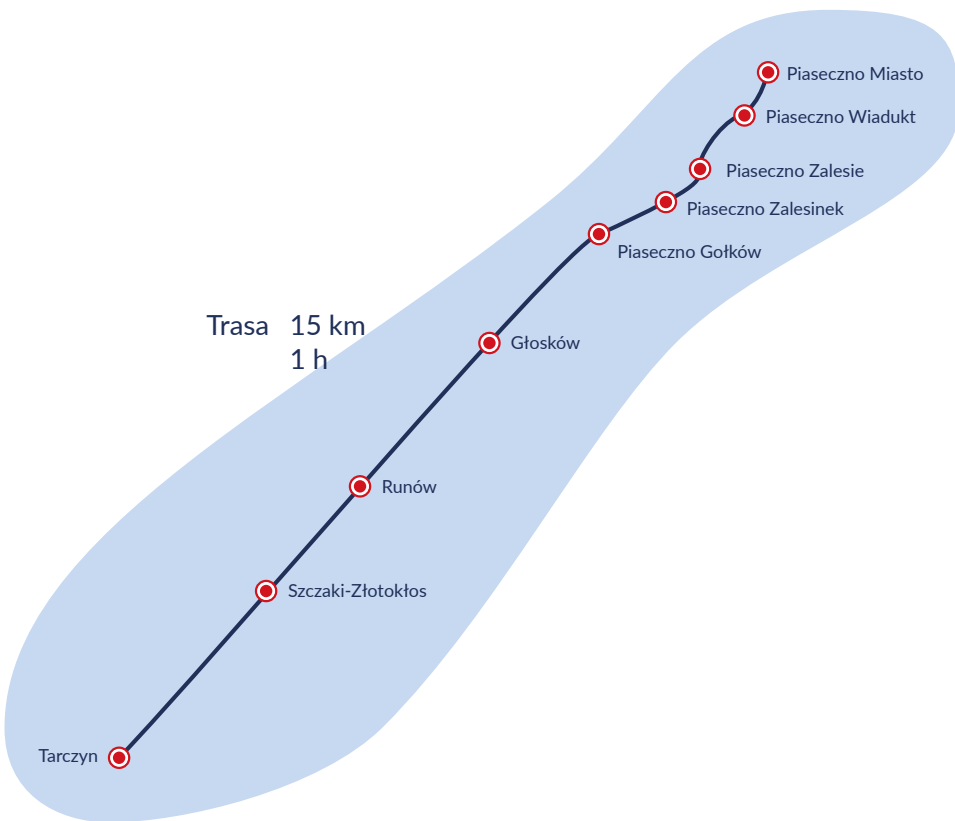 Piaseczno Miasto
Piaseczno Wiadukt
Piaseczno Zalesie
Piaseczno Zalesinek
Piaseczno Gołków
Trasa 15 km
1 h
Głosków
Runów
Szczaki-Złotokłos
Tarczyn